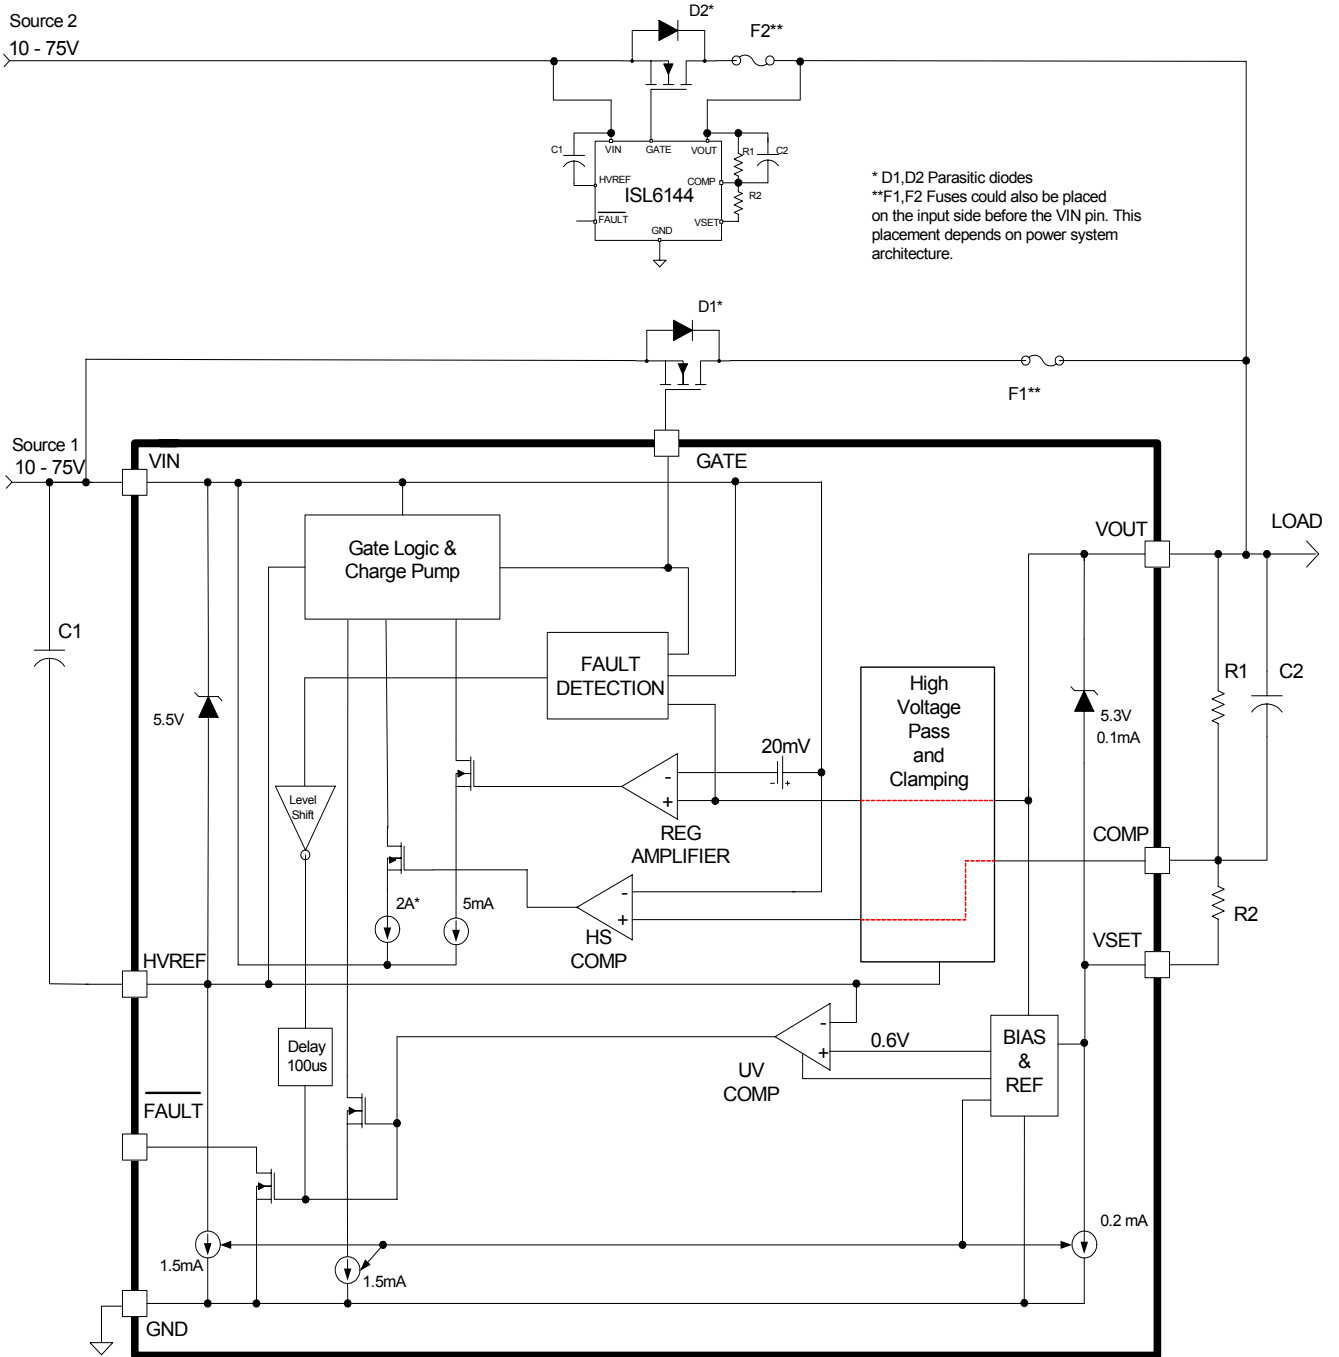 Source 2
10 - 75V
D2*
F2**
C1
VIN
GATE
VOUT
R1
C2
HVREF
COMP
ISL6144
R2
FAULT
VSET
GND
* D1,D2 Parasitic diodes
**F1,F2 Fuses could also be placed
on the input side before the VIN pin. This
placement depends on power system
architecture.
D1*
F1**
Source 1
10 - 75V
VIN
GATE
VOUT
LOAD
Gate Logic &
Charge Pump
C1
FAULT
DETECTION
High
Voltage
Pass
and
Clamping
R1
C2
5.5V
5.3V
0.1mA
20mV
-
+
-
+
Level
Shift
REG
AMPLIFIER
COMP
2A*
5mA
-
+
HS
COMP
R2
VSET
HVREF
Delay
100us
-
+
0.6V
UV
COMP
BIAS
&
REF
FAULT
0.2 mA
1.5mA
1.5mA
GND